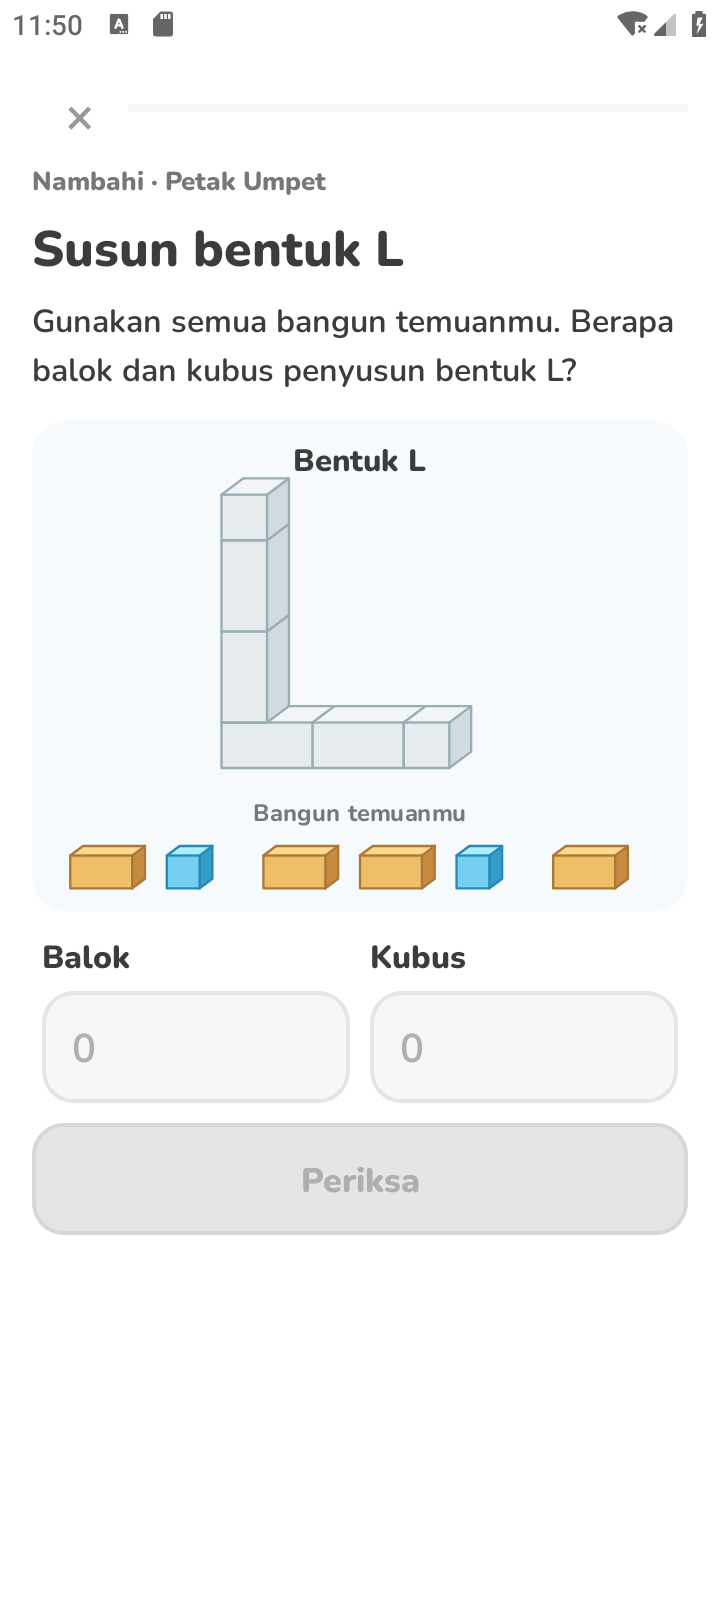 11:50
Nambahi · Petak Umpet
Susun bentuk L
Gunakan semua bangun temuanmu. Berapa
balok dan kubus penyusun bentuk L?
Bentuk L
Bangun temuanmu
Balok
Kubus
0
0
Periksa